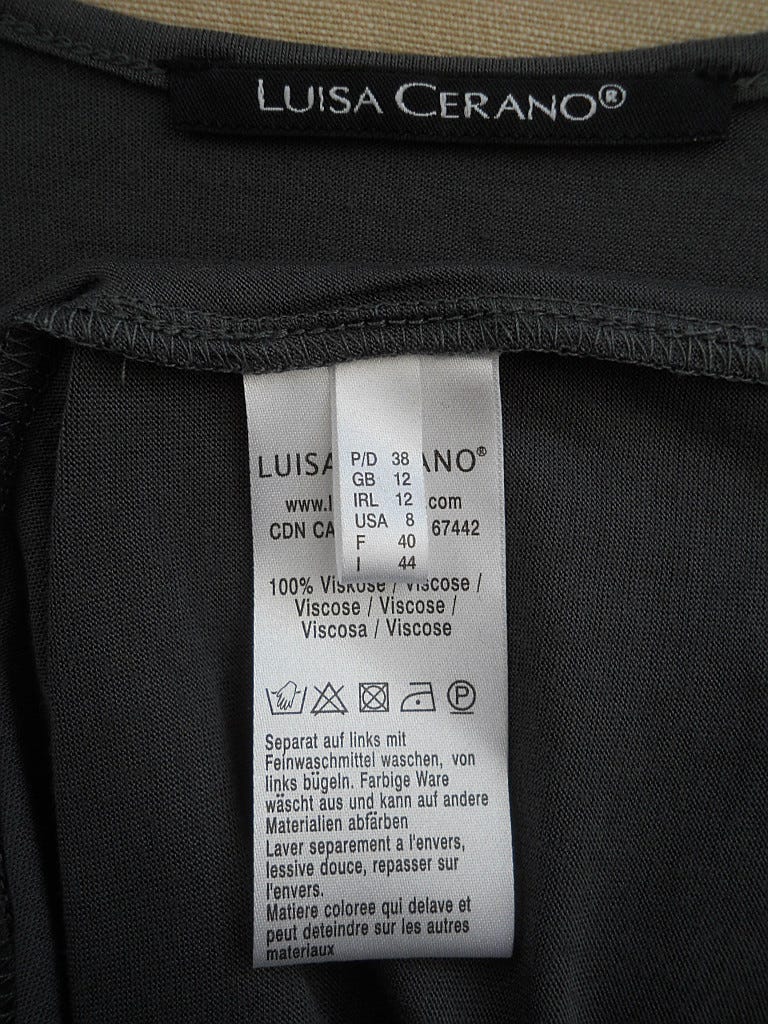 LUISA CERANO®
LUISA ANO®
P/D 38
GB 12
IRL 12
USA 8
F 40
I 44
www. .com
CDN CA 67442
100% Viskose / Viscose /
Viscose / Viscose /
Viscosa / Viscose
P
Separat auf links mit
Feinwaschmittel waschen, von
links bügeln. Farbige Ware
wäscht aus und kann auf andere
Materialien abfärben
Laver separement a l'envers,
lessive douce, repasser sur
l'envers.
Matiere coloree qui delave et
peut deteindre sur les autres
materiaux